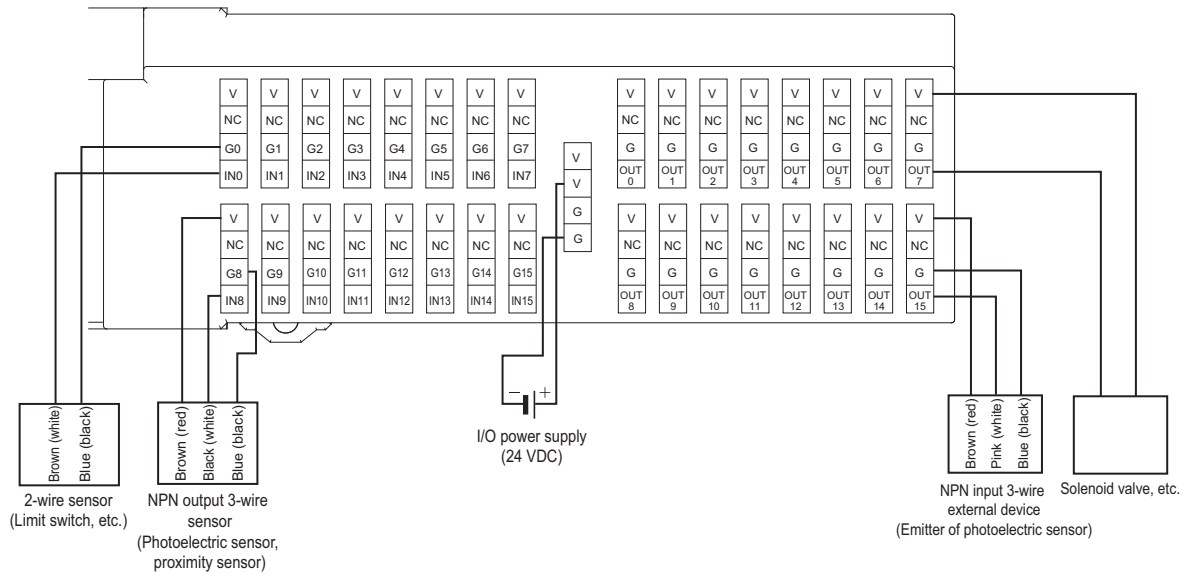 V V V V V V V V V V V V V V V V
NC NC NC NC NC NC NC NC NC NC NC NC NC NC NC NC
G0 G1 G2 G3 G4 G5 G6 G7 G G G G G G G G
IN0 IN1 IN2 IN3 IN4 IN5 IN6 IN7 OUT 0 OUT 1 OUT 2 OUT 3 OUT 4 OUT 5 OUT 6 OUT 7
V
V
G
G
V V V V V V V V V V V V V V V V
NC NC NC NC NC NC NC NC NC NC NC NC NC NC NC NC
G8 G9 G10 G11 G12 G13 G14 G15 G G G G G G G G
IN8 IN9 IN10 IN11 IN12 IN13 IN14 IN15 OUT 8 OUT 9 OUT 10 OUT 11 OUT 12 OUT 13 OUT 14 OUT 15
Brown (white)
Blue (black)
2-wire sensor
(Limit switch, etc.)
Brown (red)
Black (white)
Blue (black)
NPN output 3-wire
sensor
(Photoelectric sensor,
proximity sensor)
− +
I/O power supply
(24 VDC)
Brown (red)
Pink (white)
Blue (black)
NPN input 3-wire
external device
(Emitter of photoelectric sensor)
Solenoid valve, etc.